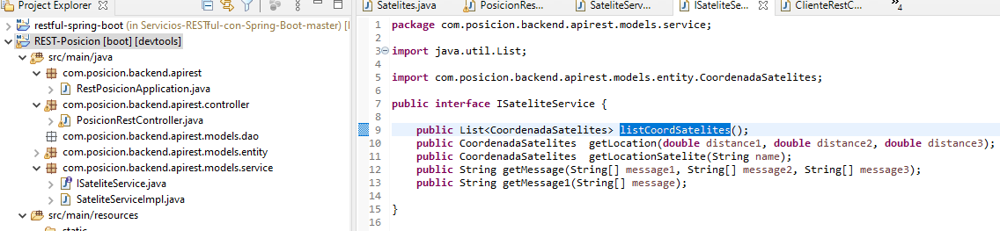 Project Explorer
restful-spring-boot (in Servicios-RESTful-con-Spring-Boot-master) [
REST-Posicion [boot] [devtools]
src/main/java
com.posicion.backend.apirest
RestPosicionApplication.java
com.posicion.backend.apirest.controller
PosicionRestController.java
com.posicion.backend.apirest.models.dao
com.posicion.backend.apirest.models.entity
com.posicion.backend.apirest.models.service
ISateliteService.java
SateliteServiceImpl.java
src/main/resources
static
Satelites.java
PosicionRes...
SateliteServ...
ISateliteSe...
ClienteRestC...
»4
1 package com.posicion.backend.apirest.models.service;
2
3 import java.util.List;
4
5 import com.posicion.backend.apirest.models.entity.CoordenadaSatelites;
6
7 public interface ISateliteService {
8
9 public List<CoordenadaSatelites> listCoordSatelites();
10 public CoordenadaSatelites  getLocation(double distance1, double distance2, double distance3);
11 public CoordenadaSatelites  getLocationSatelite(String name);
12 public String getMessage(String[] message1, String[] message2, String[] message3);
13 public String getMessage1(String[] message);
14
15 }
16